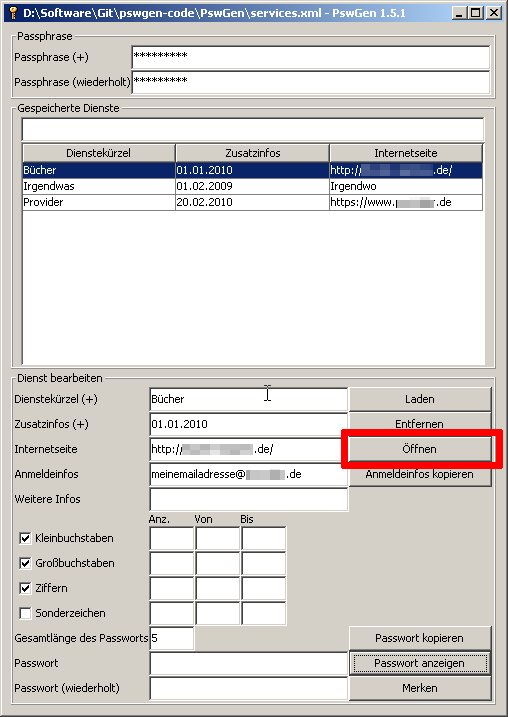 D:\Software\Git\pswgen-code\PswGen\services.xml - PswGen 1.5.1
Passphrase
Passphrase (+) *********
Passphrase (wiederholt) *********
Gespeicherte Dienste
Dienstekürzel Zusatzinfos Internetseite
Bücher 01.01.2010 http:// .de/
Irgendwas 01.02.2009 Irgendwo
Provider 20.02.2010 https://www. .de
Dienst bearbeiten
Dienstekürzel (+) Bücher Laden
Zusatzinfos (+) 01.01.2010 Entfernen
Internetseite http:// .de/ Öffnen
Anmeldeinfos meinemailadresse@ .de Anmeldeinfos kopieren
Weitere Infos
Anz. Von Bis
Kleinbuchstaben
Großbuchstaben
Ziffern
Sonderzeichen
Gesamtlänge des Passworts 5 Passwort kopieren
Passwort Passwort anzeigen
Passwort (wiederholt) Merken